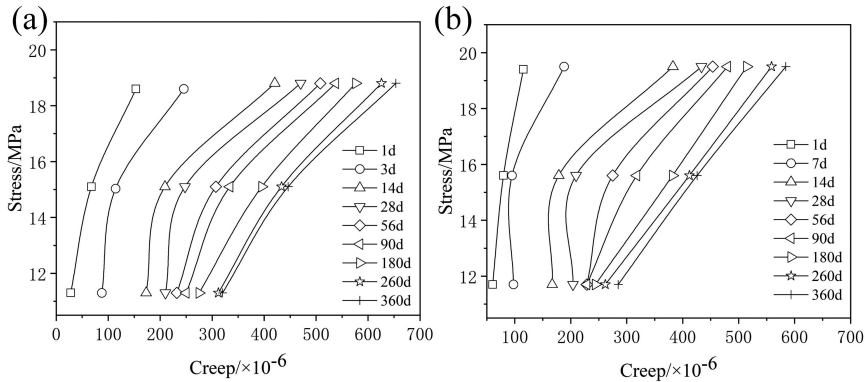 (a)
Stress/MPa
20
18
16
14
12
0 100 200 300 400 500 600 700
Creep/×10-6
1d
3d
14d
28d
56d
90d
180d
260d
360d
(b)
Stress/MPa
20
18
16
14
12
100 200 300 400 500 600 700
Creep/×10-6
1d
7d
14d
28d
56d
90d
180d
260d
360d